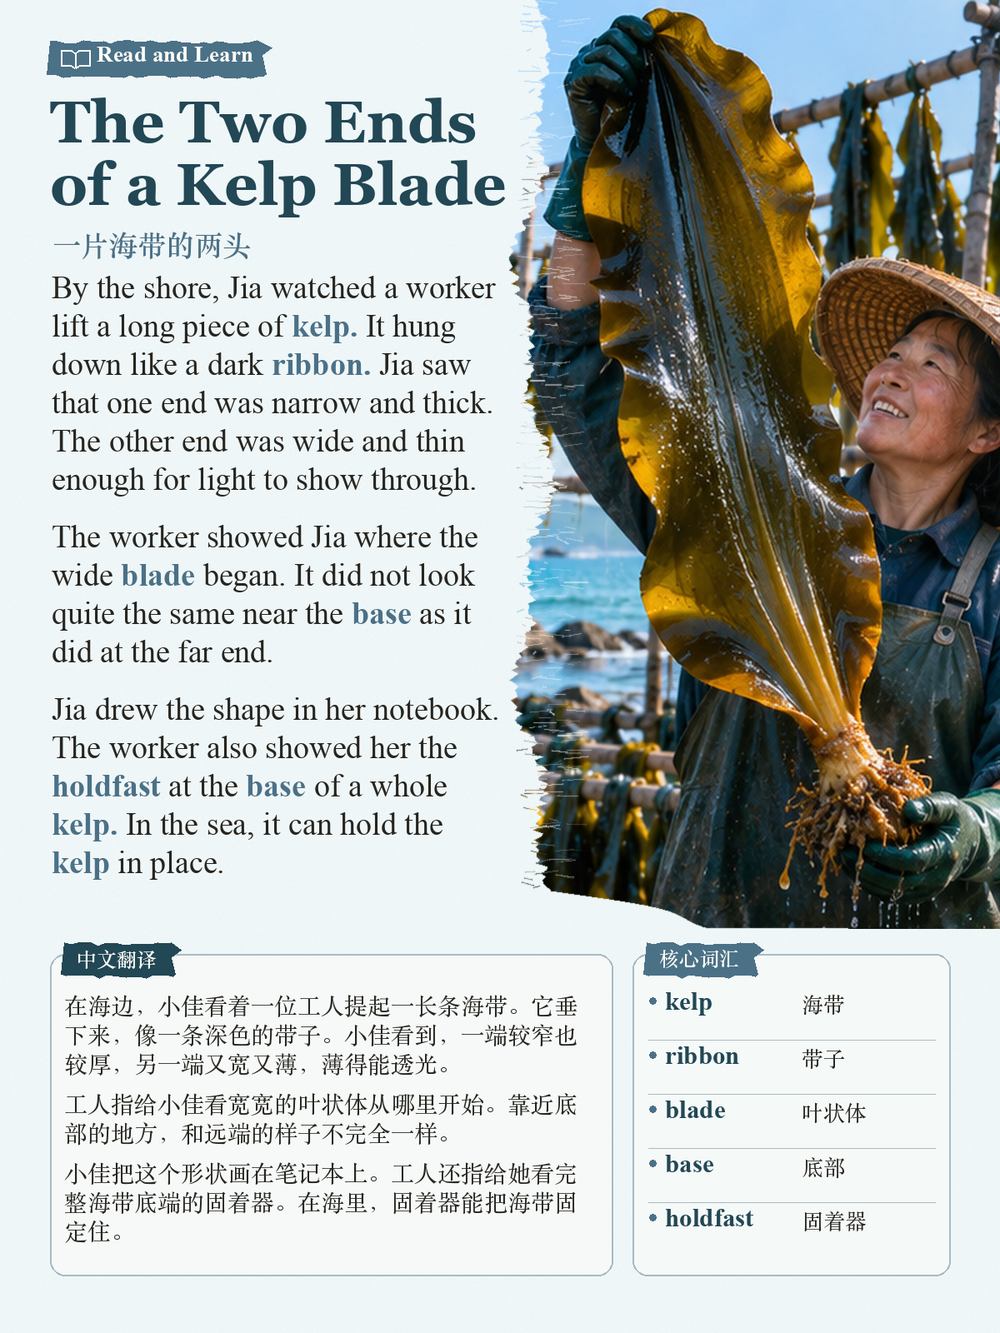 Read and Learn
The Two Ends
of a Kelp Blade
一片海带的两头
By the shore, Jia watched a worker
lift a long piece of kelp. It hung
down like a dark ribbon. Jia saw
that one end was narrow and thick.
The other end was wide and thin
enough for light to show through.
The worker showed Jia where the
wide blade began. It did not look
quite the same near the base as it
did at the far end.
Jia drew the shape in her notebook.
The worker also showed her the
holdfast at the base of a whole
kelp. In the sea, it can hold the
kelp in place.
中文翻译
在海边，小佳看着一位工人提起一长条海带。它垂
下来，像一条深色的带子。小佳看到，一端较窄也
较厚，另一端又宽又薄，薄得能透光。
工人指给小佳看宽宽的叶状体从哪里开始。靠近底
部的地方，和远端的样子不完全一样。
小佳把这个形状画在笔记本上。工人还指给她看完
整海带底端的固着器。在海里，固着器能把海带固
定住。
核心词汇
• kelp 海带
• ribbon 带子
• blade 叶状体
• base 底部
• holdfast 固着器